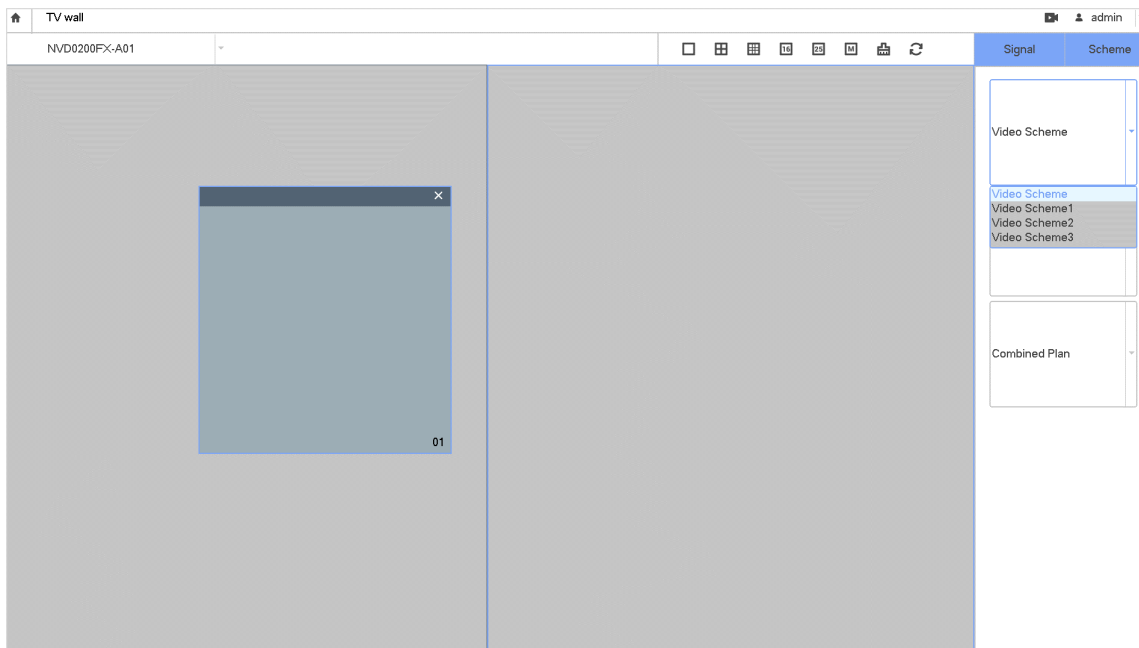 TV wall
admin
NVD0200FX-A01
16
25
M
Signal
Scheme
Video Scheme
Video Scheme
Video Scheme1
Video Scheme2
Video Scheme3
Combined Plan
01